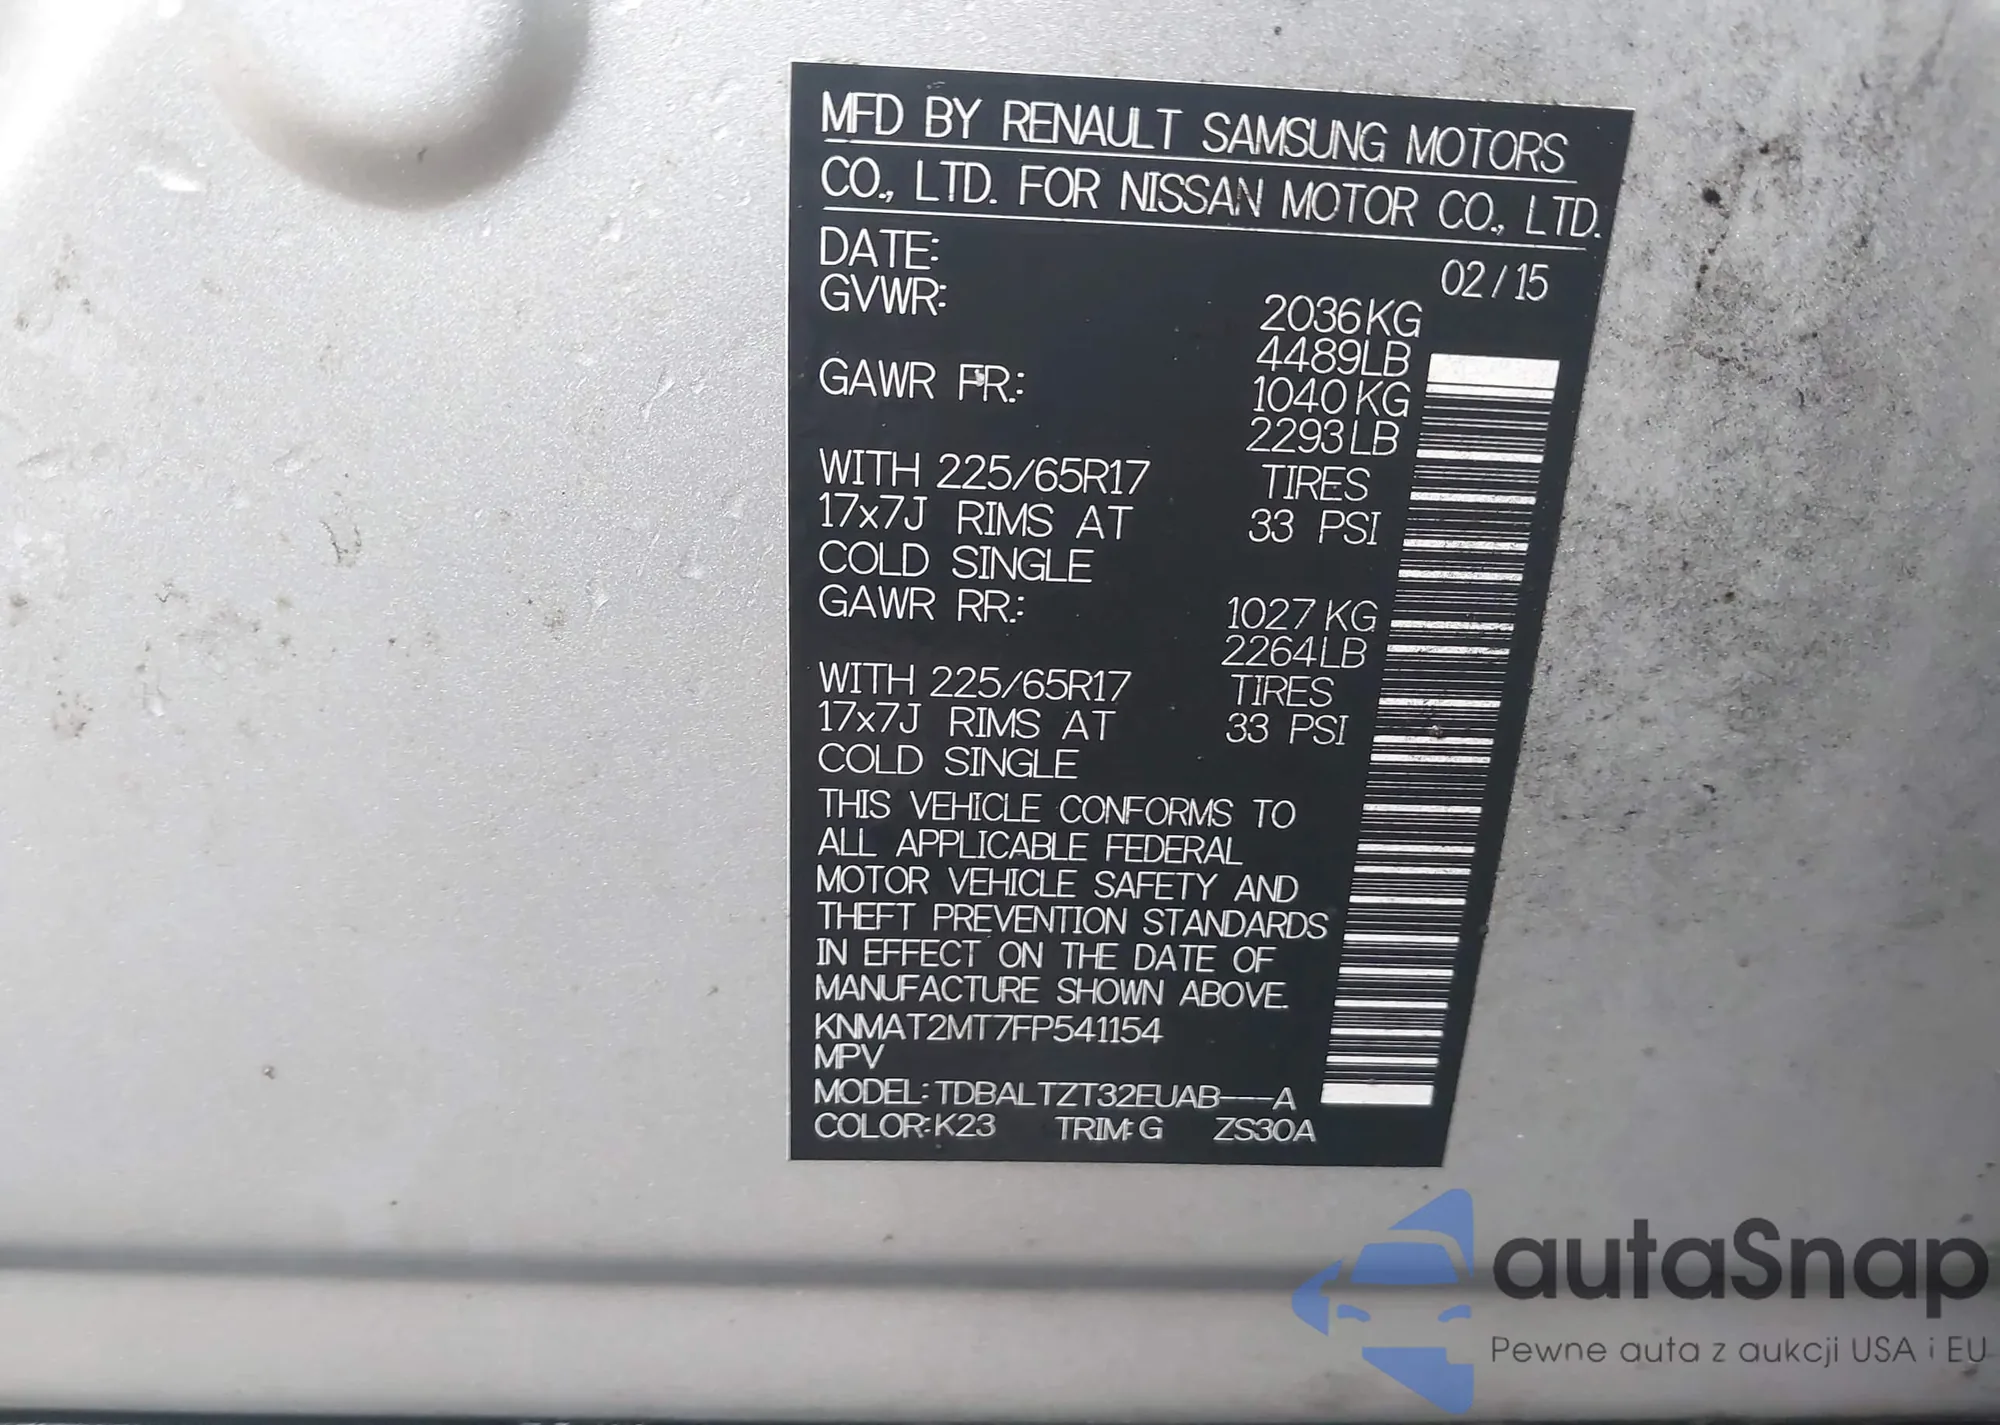 MFD BY RENAULT SAMSUNG MOTORS
CO., LTD. FOR NISSAN MOTOR CO., LTD.
DATE: 02/15
GVWR: 2036KG
4489LB
GAWR FR.: 1040KG
2293LB
WITH 225/65R17 TIRES
17x7J RIMS AT 33 PSI
COLD SINGLE
GAWR RR.: 1027KG
2264LB
WITH 225/65R17 TIRES
17x7J RIMS AT 33 PSI
COLD SINGLE
THIS VEHICLE CONFORMS TO
ALL APPLICABLE FEDERAL
MOTOR VEHICLE SAFETY AND
THEFT PREVENTION STANDARDS
IN EFFECT ON THE DATE OF
MANUFACTURE SHOWN ABOVE.
KNMAT2MT7FP541154
MPV
MODEL: TDBALTZT32EUAB---A
COLOR: K23 TRIM: G ZS30A
autaSnap
Pewne auta z aukcji USA i EU